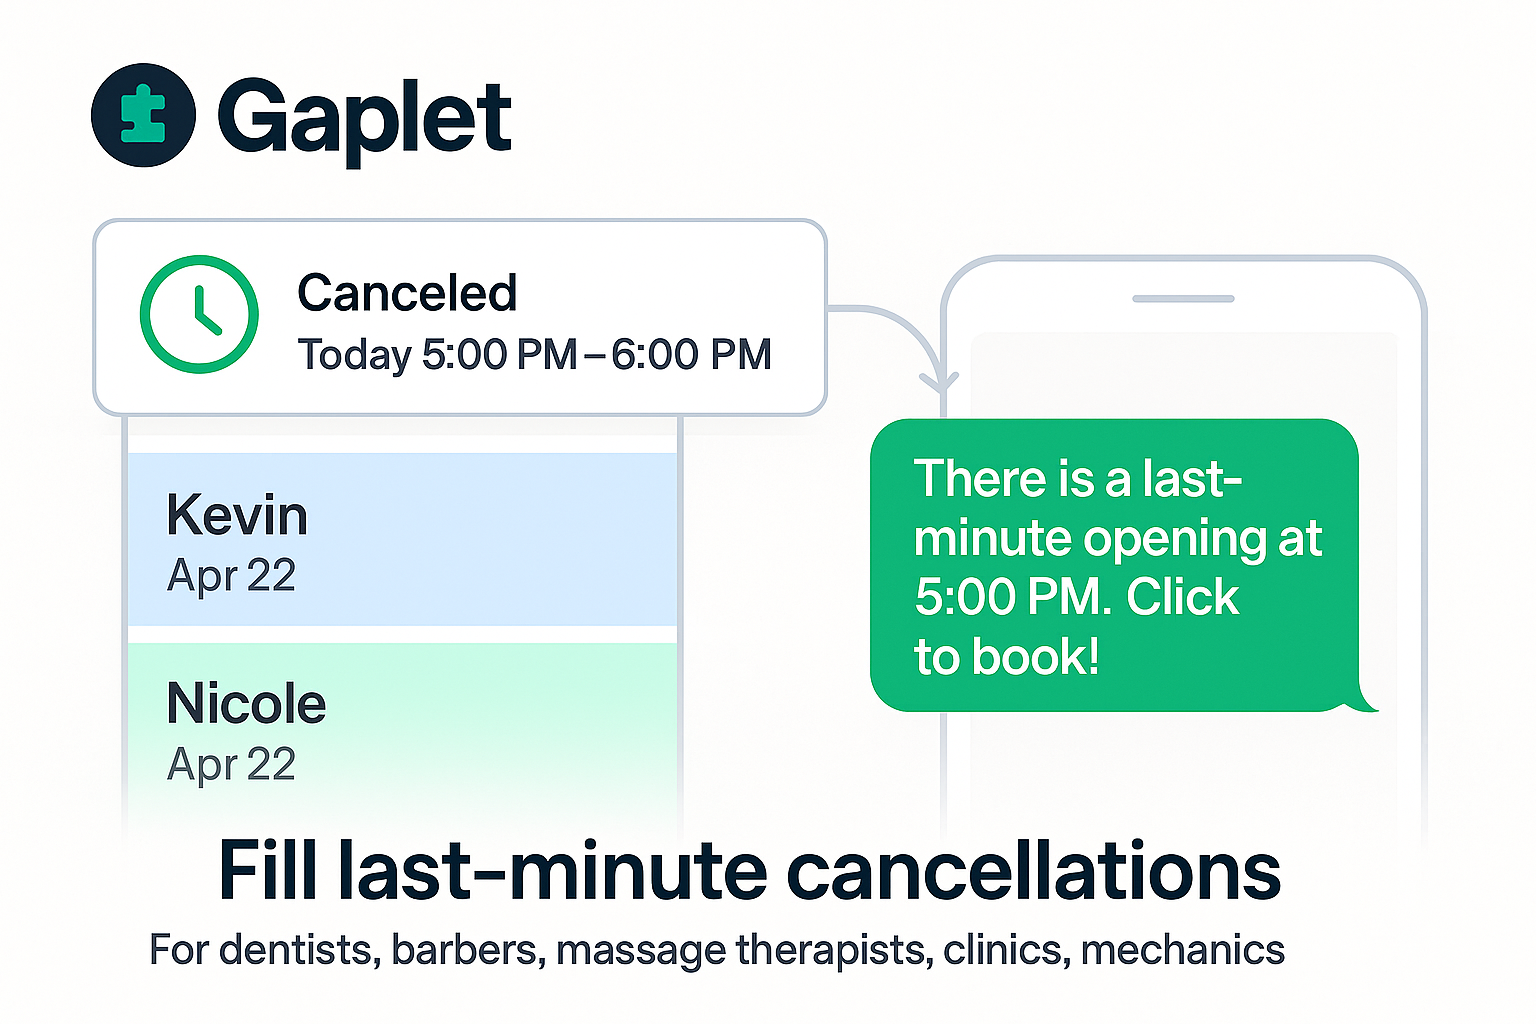 Gaplet
Canceled
Today 5:00 PM–6:00 PM
Kevin
Apr 22
Nicole
Apr 22
There is a last-
minute opening at
5:00 PM. Click
to book!
Fill last-minute cancellations
For dentists, barbers, massage therapists, clinics, mechanics